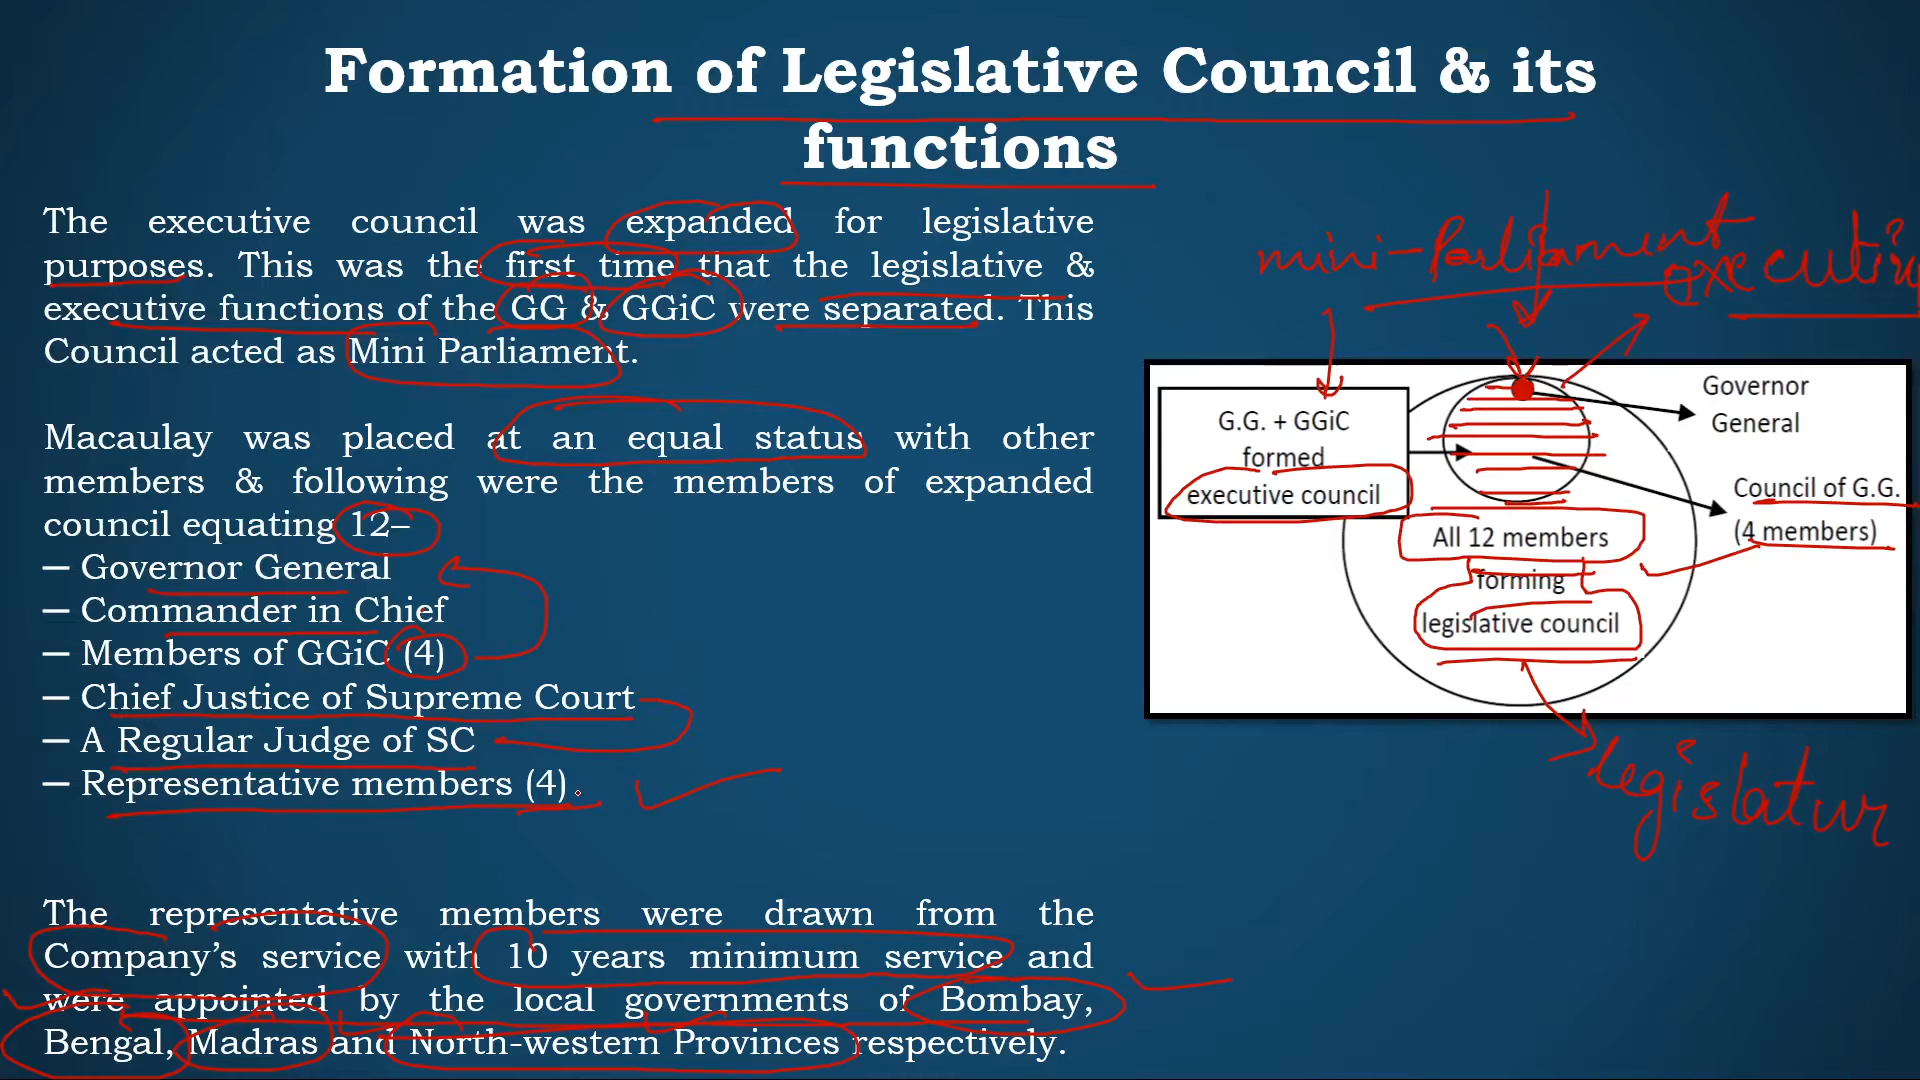 Formation of Legislative Council & its
functions
The executive council was expanded for legislative
purposes. This was the first time that the legislative &
executive functions of the GG & GGiC were separated. This
Council acted as Mini Parliament.
Macaulay was placed at an equal status with other
members & following were the members of expanded
council equating 12–
— Governor General
— Commander in Chief
— Members of GGiC (4)
— Chief Justice of Supreme Court
— A Regular Judge of SC
— Representative members (4)
The representative members were drawn from the
Company's service with 10 years minimum service and
were appointed by the local governments of Bombay,
Bengal, Madras and North-western Provinces respectively.
mini-Parliament
G.G. + GGiC
formed
executive council
Governor
General
Council of G.G.
(4 members)
All 12 members
forming
legislative council
legislatur